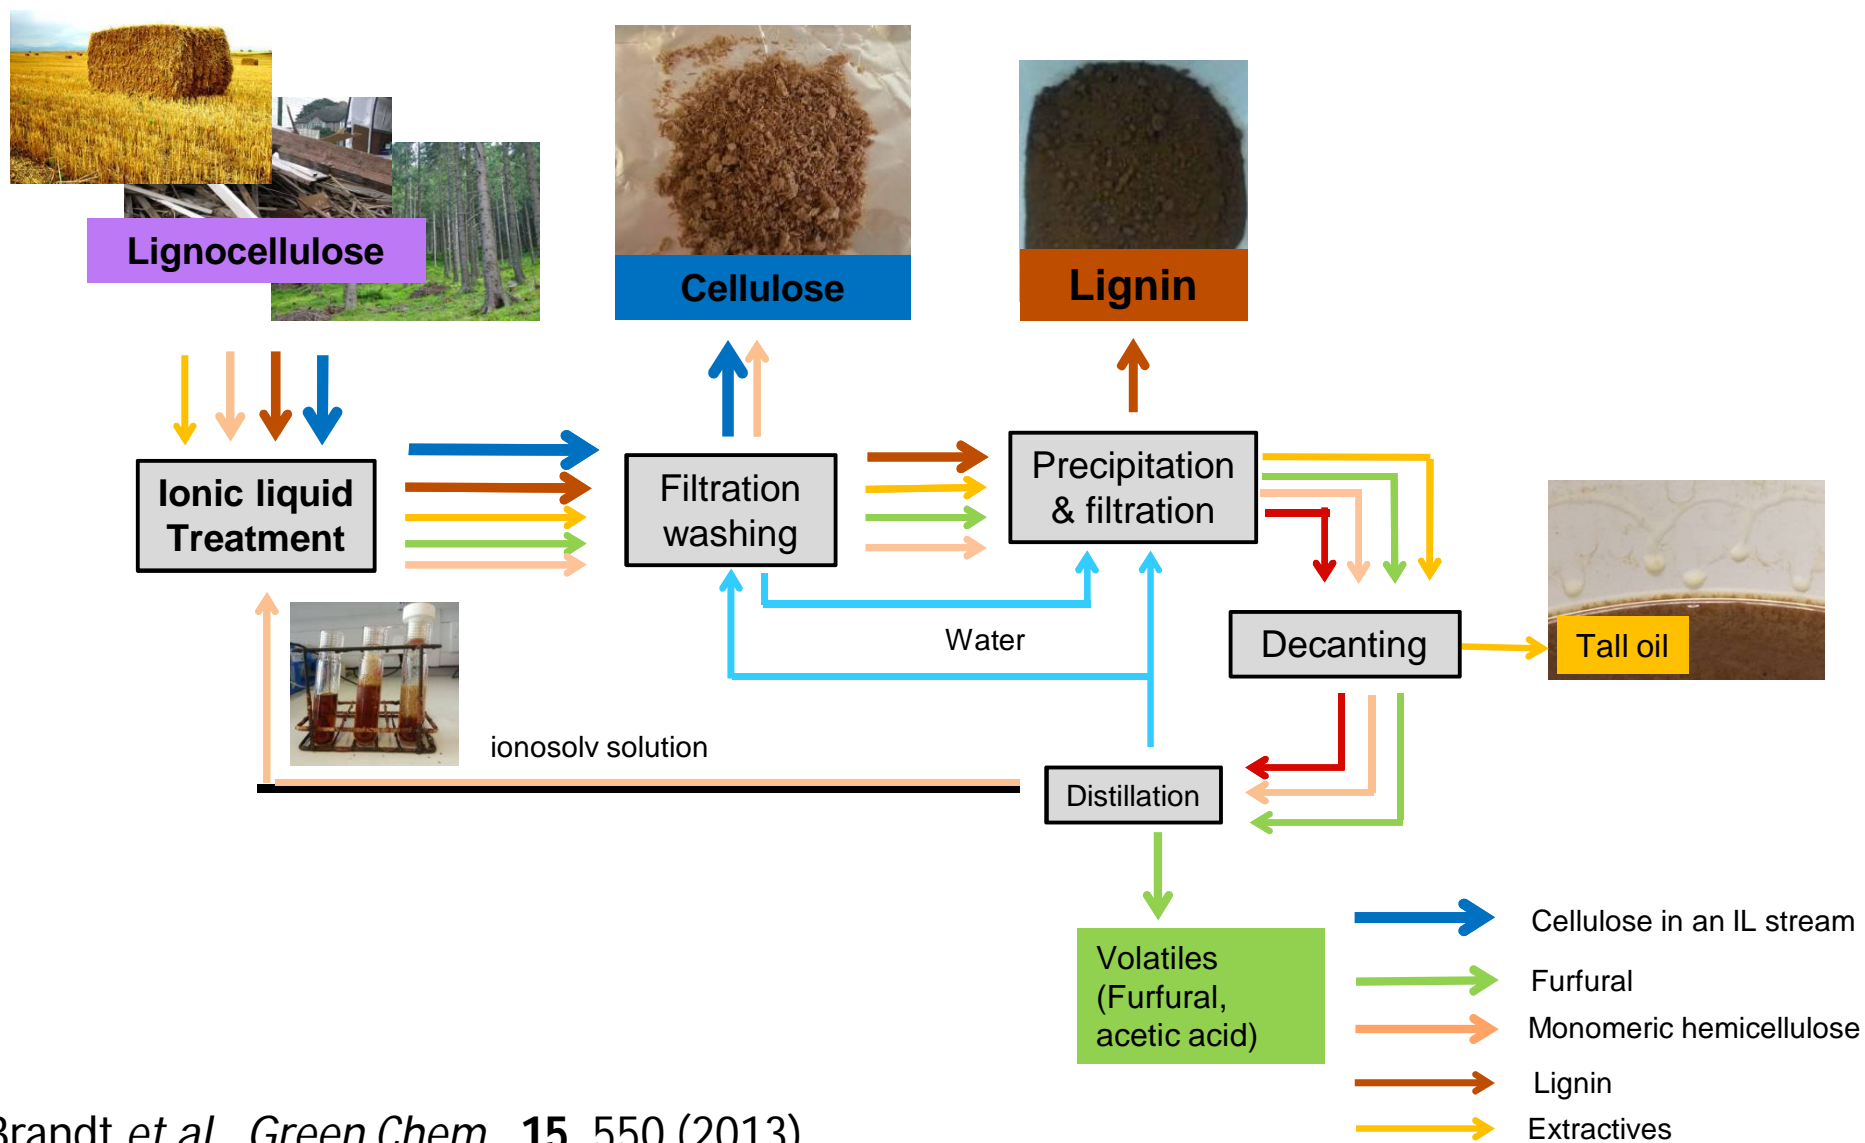 Lignocellulose
Cellulose
Lignin
Ionic liquid
Treatment
Filtration
washing
Precipitation
& filtration
Water
Decanting
Tall oil
ionosolv solution
Distillation
Volatiles
(Furfural,
acetic acid)
Cellulose in an IL stream
Furfural
Monomeric hemicellulose
Lignin
Extractives
Brandt et al., Green Chem., 15, 550 (2013)